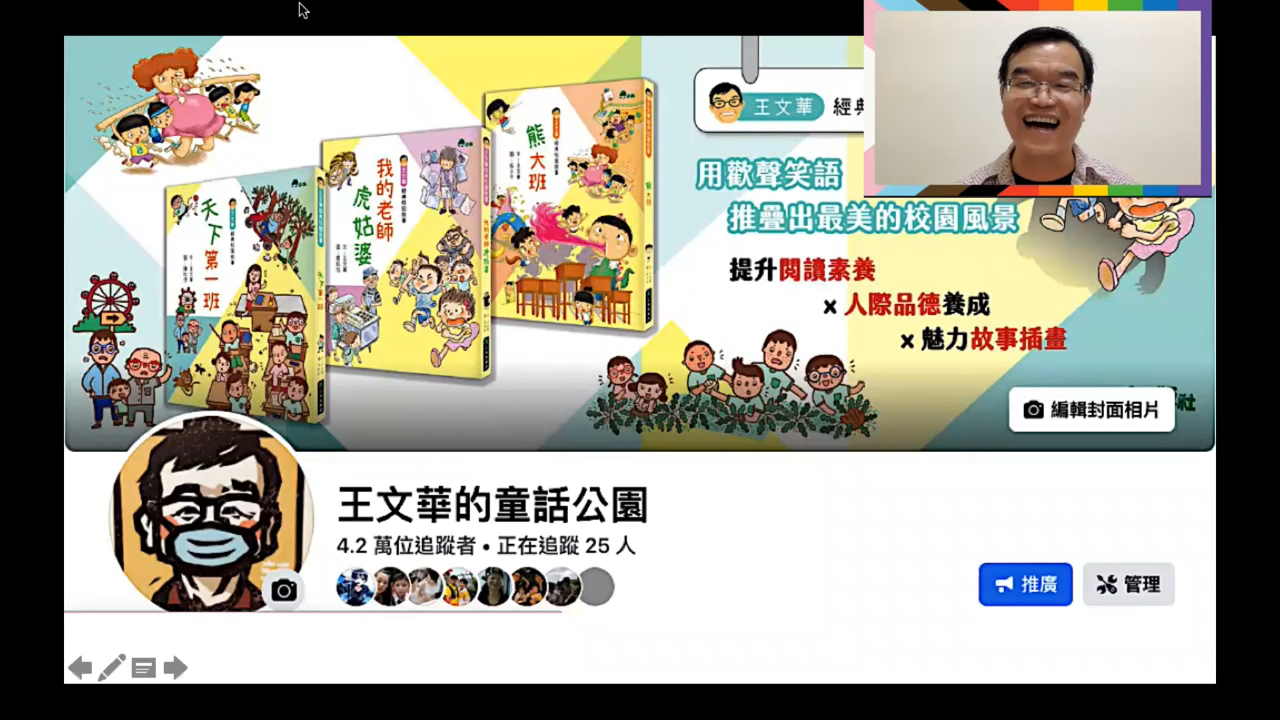 王文華 經典
用歡聲笑語
推疊出最美的校園風景
提升閱讀素養
x 人際品德養成
x 魅力故事插畫
天下第一班
我的老師虎姑婆
熊大班
社
編輯封面相片
王文華的童話公園
4.2 萬位追蹤者 • 正在追蹤 25 人
推廣
管理